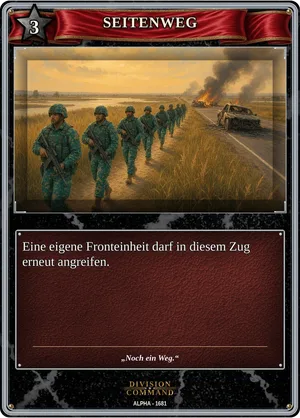 3
SEITENWEG
Eine eigene Fronteinheit darf in diesem Zug
erneut angreifen.
„Noch ein Weg.“
DIVISION
COMMAND
ALPHA - 1681